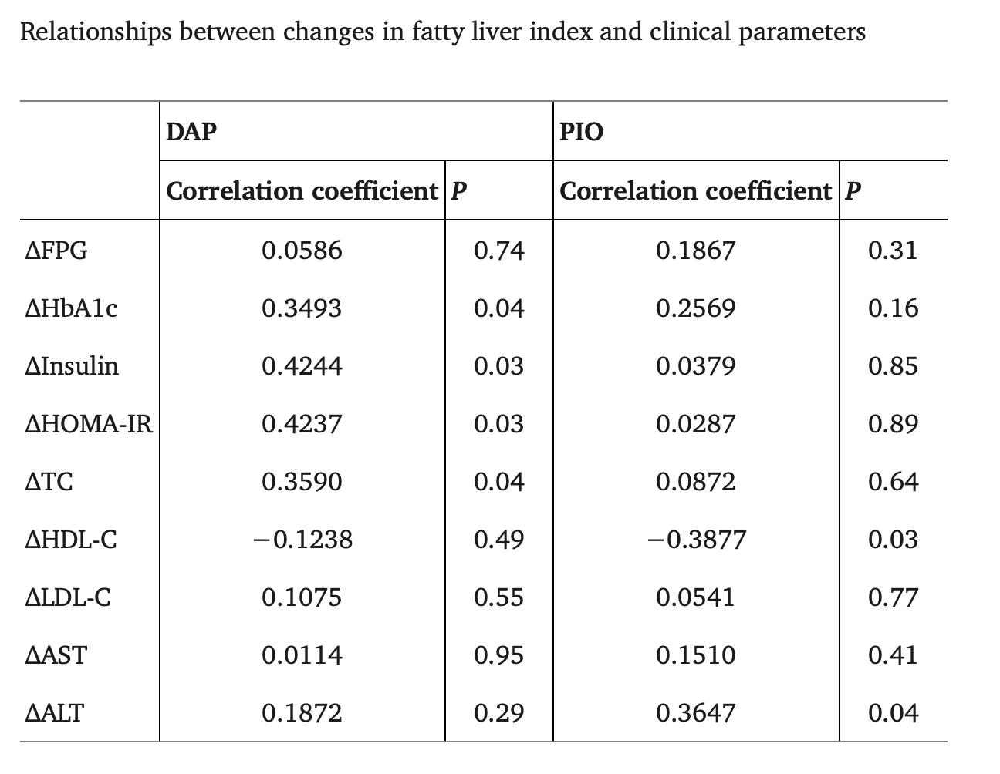 Relationships between changes in fatty liver index and clinical parameters
DAP PIO
Correlation coefficient P Correlation coefficient P
ΔFPG 0.0586 0.74 0.1867 0.31
ΔHbA1c 0.3493 0.04 0.2569 0.16
ΔInsulin 0.4244 0.03 0.0379 0.85
ΔHOMA-IR 0.4237 0.03 0.0287 0.89
ΔTC 0.3590 0.04 0.0872 0.64
ΔHDL-C −0.1238 0.49 −0.3877 0.03
ΔLDL-C 0.1075 0.55 0.0541 0.77
ΔAST 0.0114 0.95 0.1510 0.41
ΔALT 0.1872 0.29 0.3647 0.04